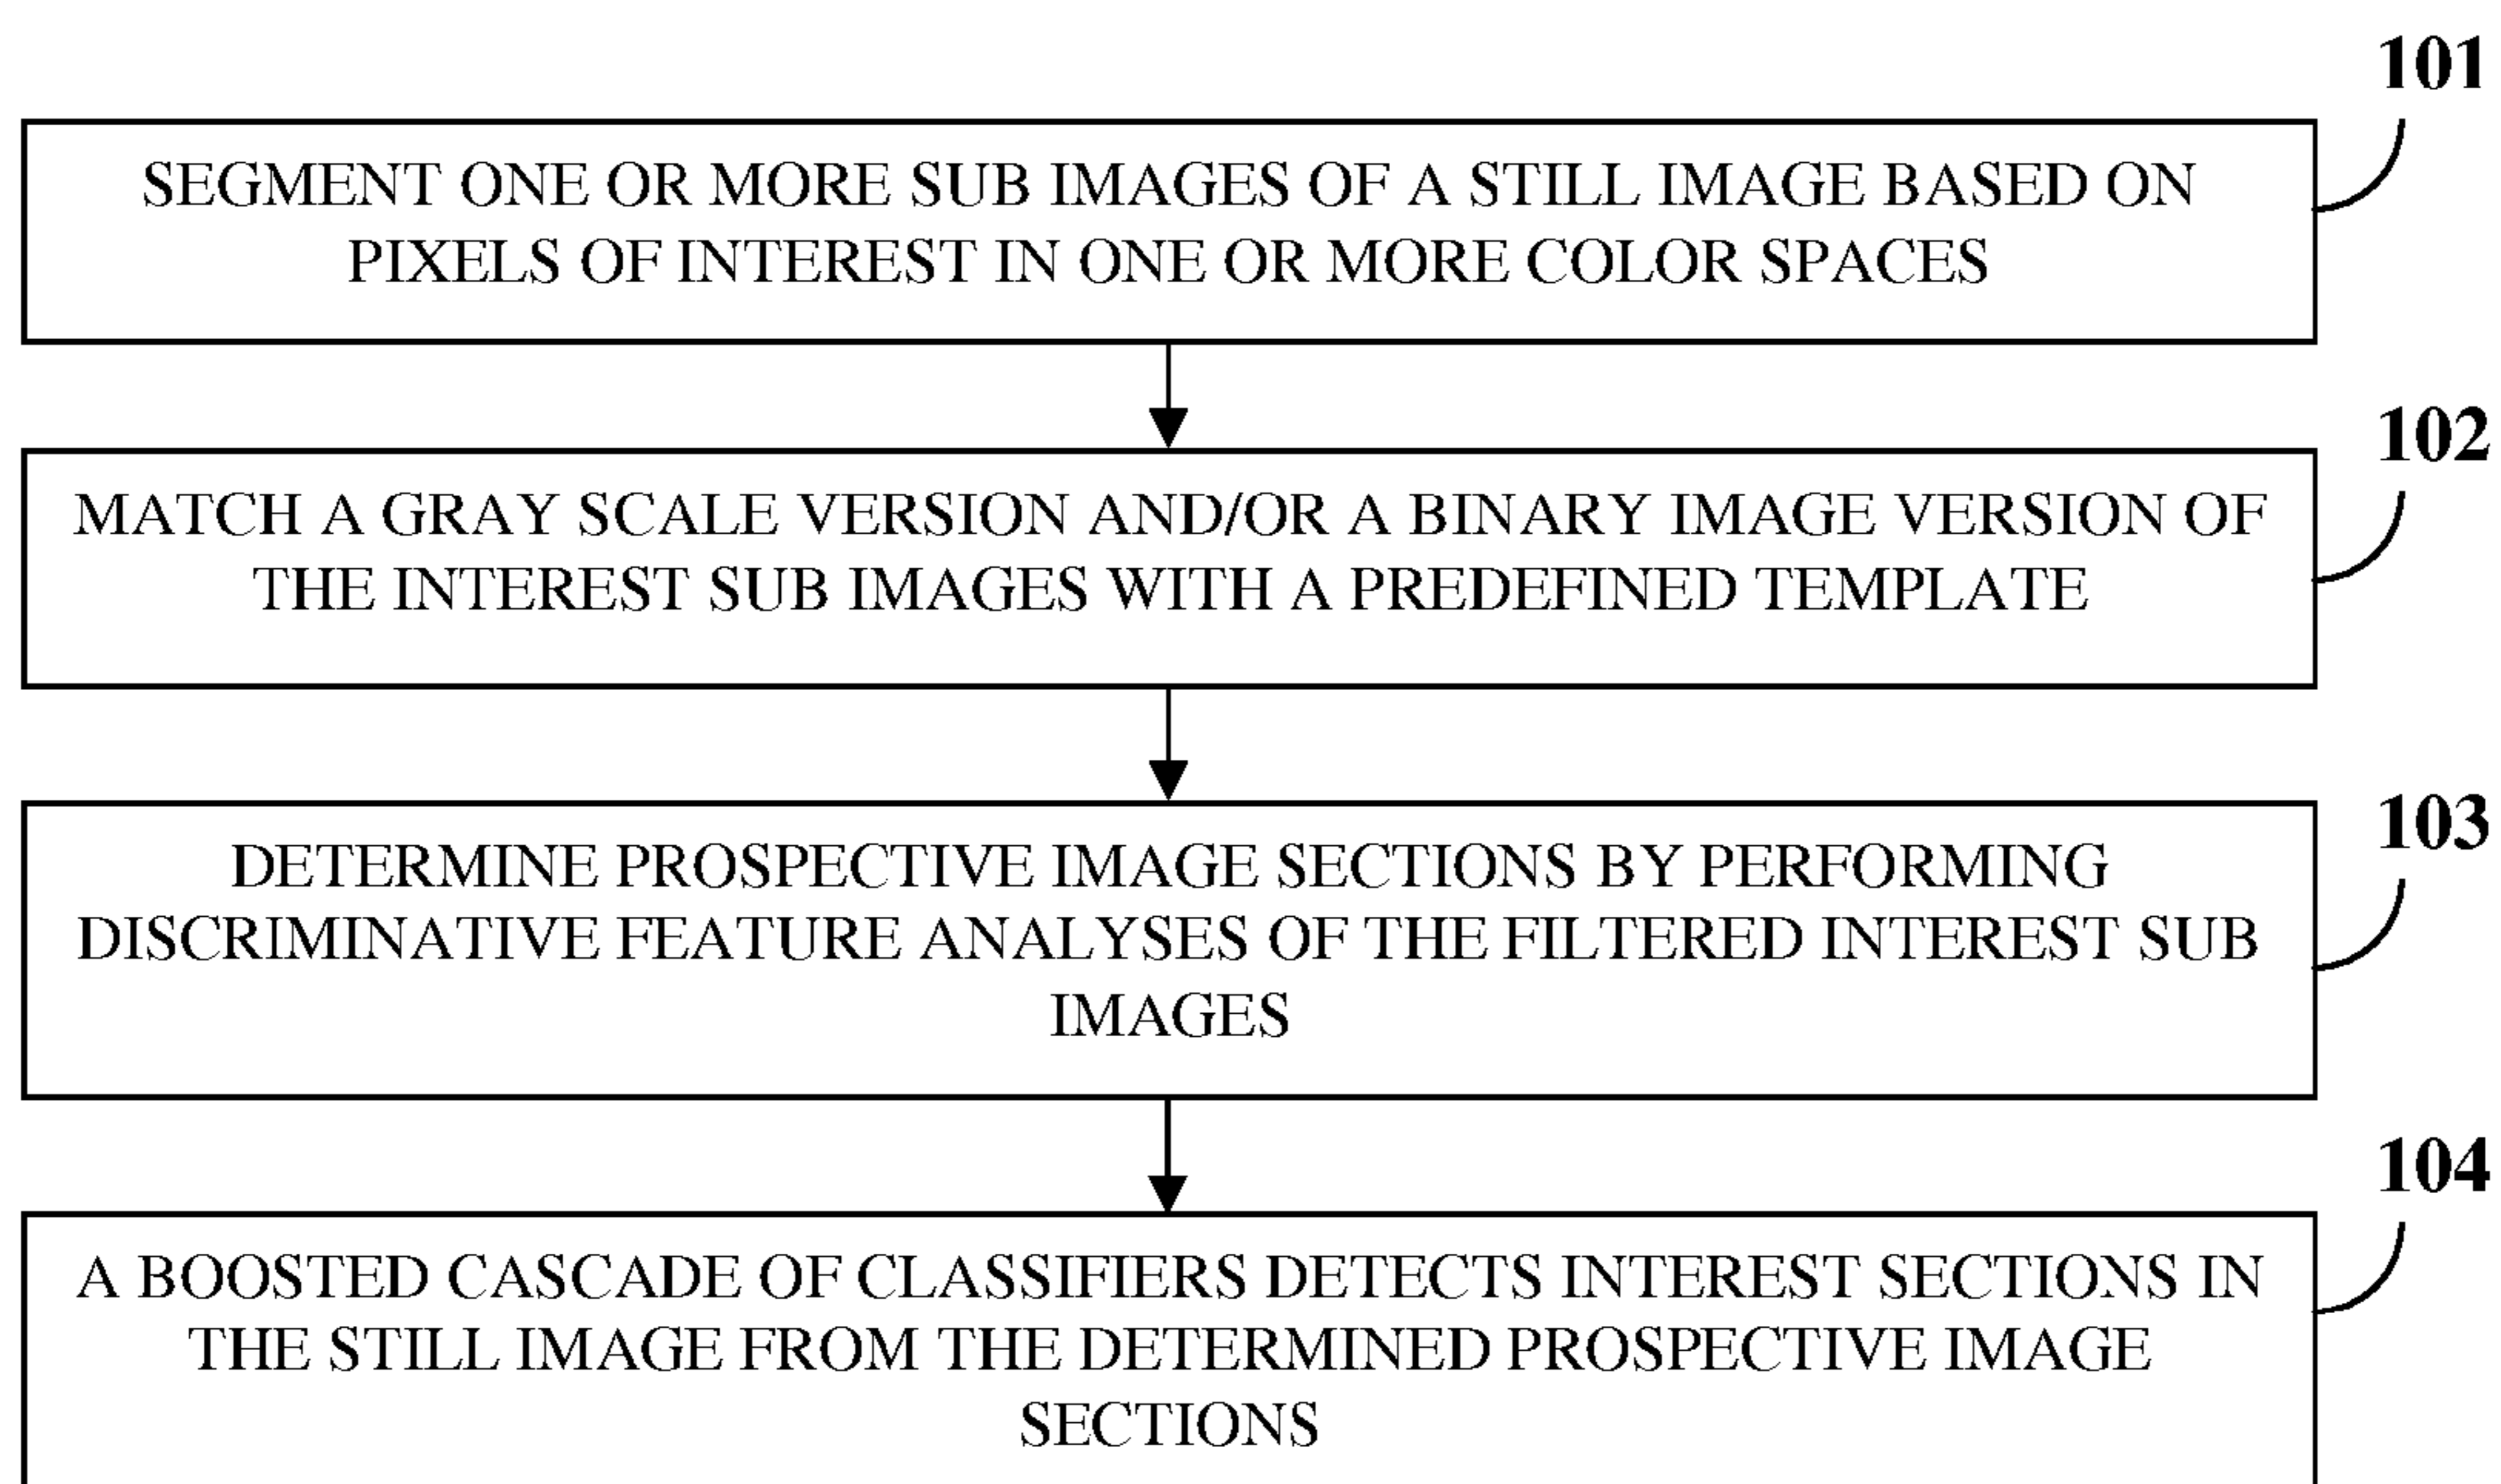 101
SEGMENT ONE OR MORE SUB IMAGES OF A STILL IMAGE BASED ON
PIXELS OF INTEREST IN ONE OR MORE COLOR SPACES
102
MATCH A GRAY SCALE VERSION AND/OR A BINARY IMAGE VERSION OF
THE INTEREST SUB IMAGES WITH A PREDEFINED TEMPLATE
103
DETERMINE PROSPECTIVE IMAGE SECTIONS BY PERFORMING
DISCRIMINATIVE FEATURE ANALYSES OF THE FILTERED INTEREST SUB
IMAGES
104
A BOOSTED CASCADE OF CLASSIFIERS DETECTS INTEREST SECTIONS IN
THE STILL IMAGE FROM THE DETERMINED PROSPECTIVE IMAGE
SECTIONS